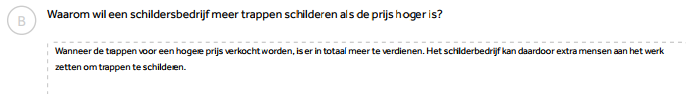 B Waarom wil een schildersbedrijf meer trappen schilderen als de prijs hoger is?
Wanneer de trappen voor een hogere prijs verkocht worden, is er in totaal meer te verdienen. Het schilderbedrijf kan daardoor extra mensen aan het werk
zetten om trappen te schilderen.